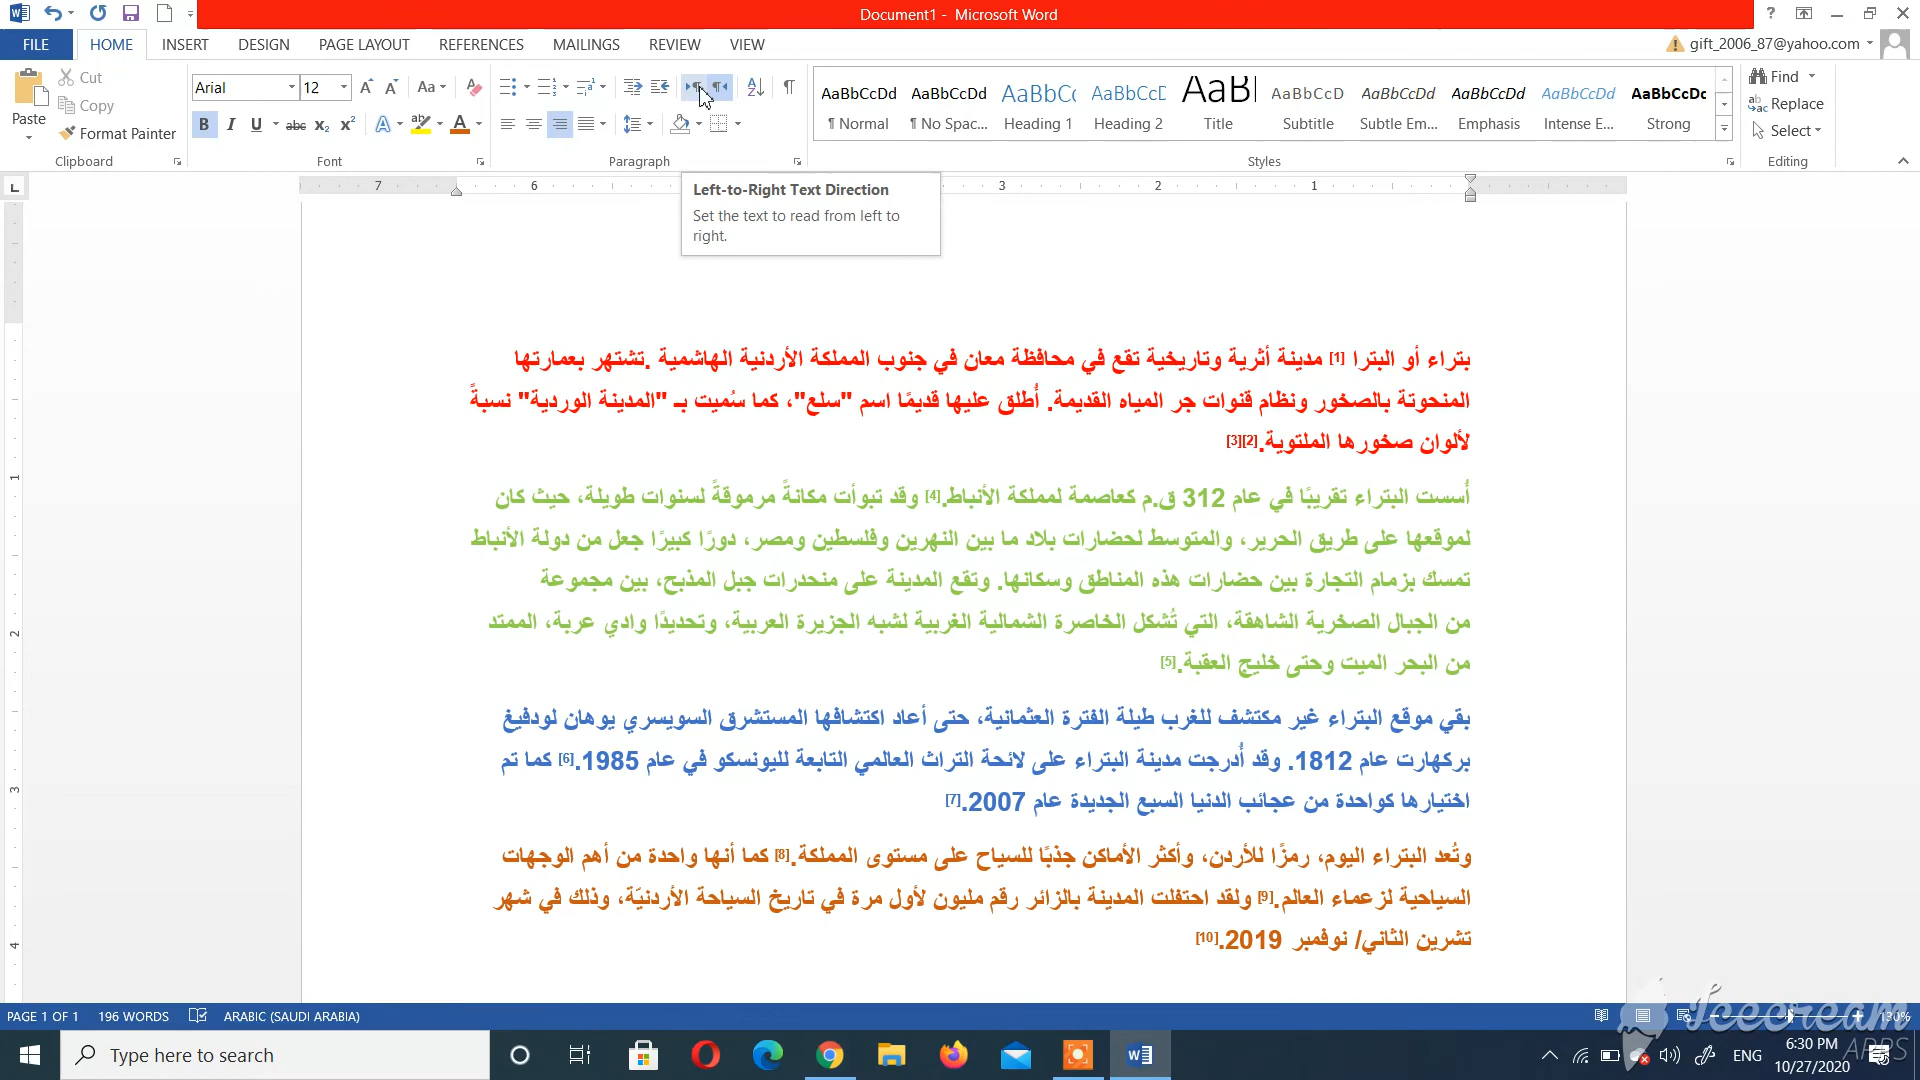 Document1 - Microsoft Word
FILE
HOME
INSERT
DESIGN
PAGE LAYOUT
REFERENCES
MAILINGS
REVIEW
VIEW
gift_2006_87@yahoo.com
Paste
Cut
Copy
Format Painter
Clipboard
Arial
12
Font
Paragraph
AaBbCcDd
¶ Normal
AaBbCcDd
¶ No Spac...
AaBbCc
Heading 1
AaBbCcD
Heading 2
AaBl
Title
AaBbCcD
Subtitle
AaBbCcDd
Subtle Em...
AaBbCcDd
Emphasis
AaBbCcDd
Intense E...
AaBbCcDc
Strong
Styles
Find
Replace
Select
Editing
7 6 3 2 1
Left-to-Right Text Direction
Set the text to read from left to
right.
بتراء أو البترا [1] مدينة أثرية وتاريخية تقع في محافظة معان في جنوب المملكة الأردنية الهاشمية .تشتهر بعمارتها
المنحوتة بالصخور ونظام قنوات جر المياه القديمة. أُطلق عليها قديمًا اسم "سلع"، كما سُميت بـ "المدينة الوردية" نسبةً
لألوان صخورها الملتوية.[2][3]
أُسست البتراء تقريبًا في عام 312 ق.م كعاصمة لمملكة الأنباط.[4] وقد تبوأت مكانةً مرموقةً لسنوات طويلة، حيث كان
لموقعها على طريق الحرير، والمتوسط لحضارات بلاد ما بين النهرين وفلسطين ومصر، دورًا كبيرًا جعل من دولة الأنباط
تمسك بزمام التجارة بين حضارات هذه المناطق وسكانها. وتقع المدينة على منحدرات جبل المذبح، بين مجموعة
من الجبال الصخرية الشاهقة، التي تُشكل الخاصرة الشمالية الغربية لشبه الجزيرة العربية، وتحديدًا وادي عربة، الممتد
من البحر الميت وحتى خليج العقبة.[5]
بقي موقع البتراء غير مكتشف للغرب طيلة الفترة العثمانية، حتى أعاد اكتشافها المستشرق السويسري يوهان لودفيغ
بركهارت عام 1812. وقد أُدرجت مدينة البتراء على لائحة التراث العالمي التابعة لليونسكو في عام 1985.[6] كما تم
اختيارها كواحدة من عجائب الدنيا السبع الجديدة عام 2007.[7]
وتُعد البتراء اليوم، رمزًا للأردن، وأكثر الأماكن جذبًا للسياح على مستوى المملكة.[8] كما أنها واحدة من أهم الوجهات
السياحية لزعماء العالم.[9] ولقد احتفلت المدينة بالزائر رقم مليون لأول مرة في تاريخ السياحة الأردنيّة، وذلك في شهر
تشرين الثاني/ نوفمبر 2019.[10]
1
2
3
4
PAGE 1 OF 1
196 WORDS
ARABIC (SAUDI ARABIA)
130%
Icecream
APPS
Type here to search
ENG
6:30 PM
10/27/2020